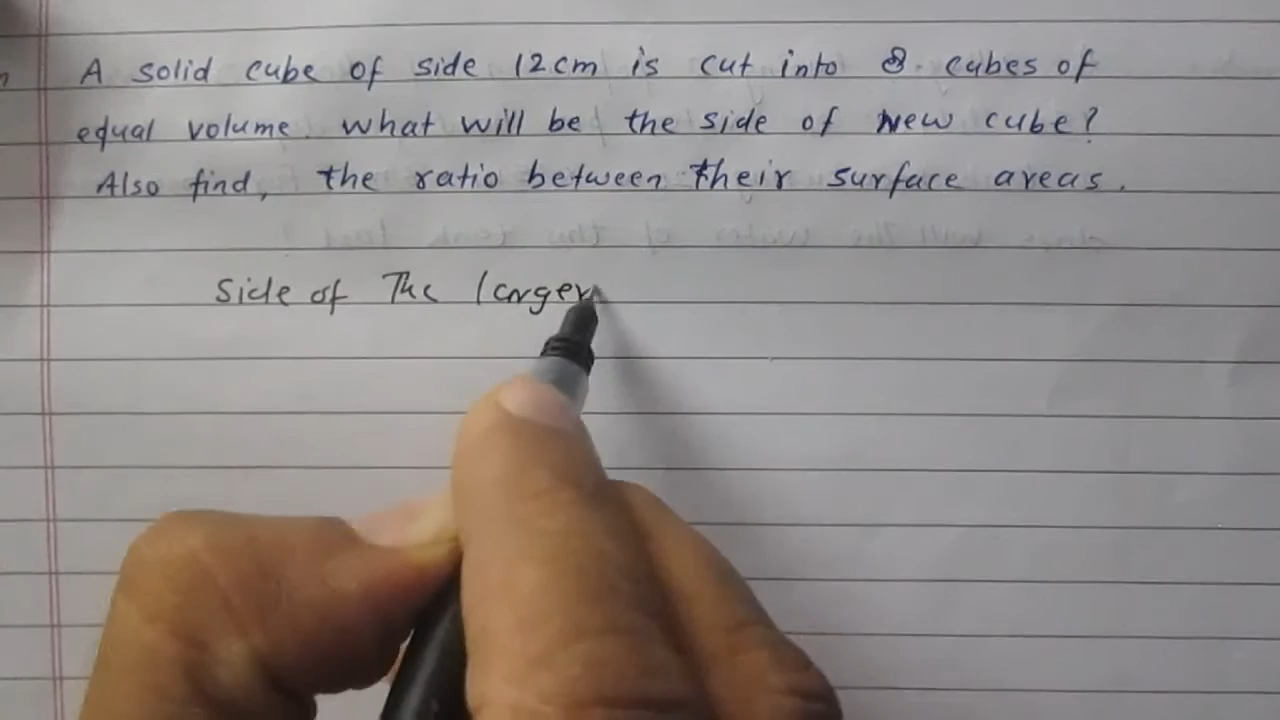 A solid cube of side 12cm is cut into 8. cubes of
equal volume. what will be the side of new cube?
Also find, the ratio between their surface areas.
Side of The larger